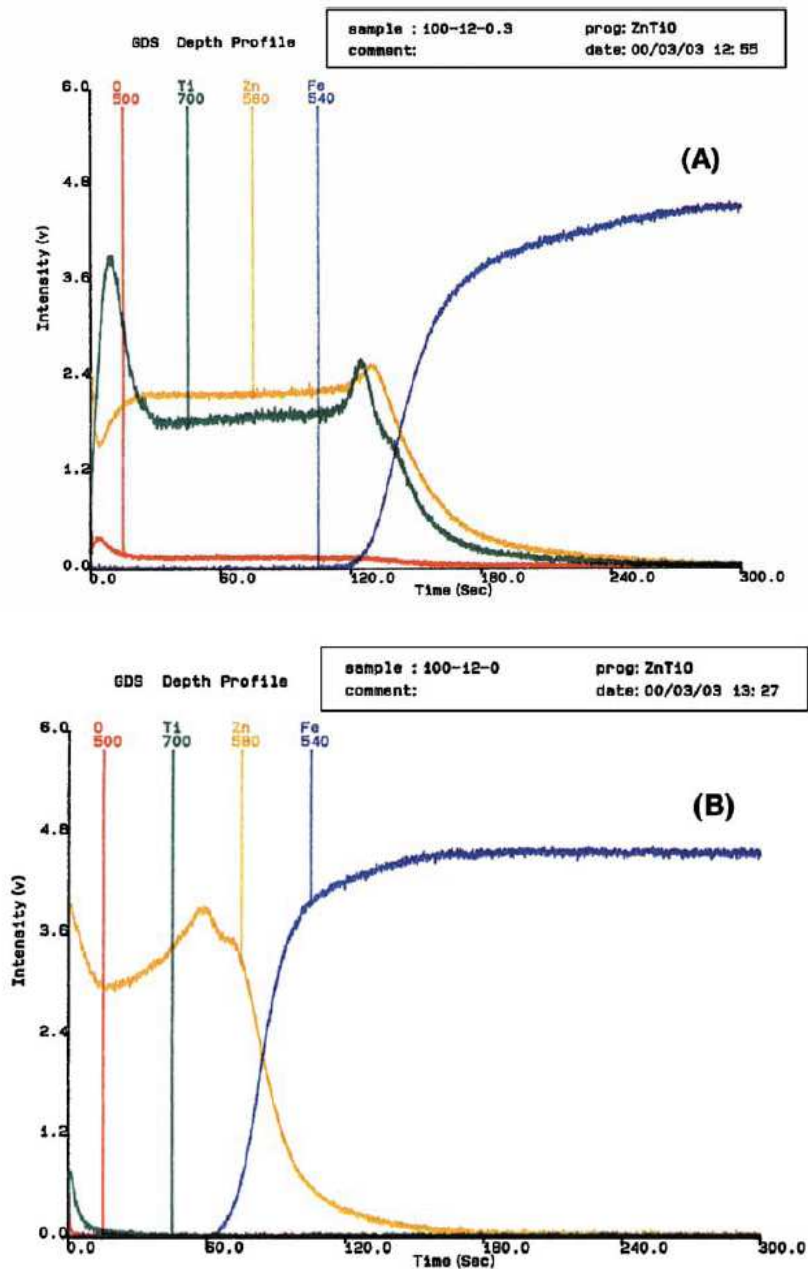 GDS Depth Profile
sample : 100-12-0.3 prog: ZnTiO
comment: date: 00/03/03 12:55
6.0
O Ti Zn Fe
500 700 580 540
(A)
4.8
3.6
Intensity (v)
2.4
1.2
0.0
0.0 60.0 120.0 180.0 240.0 300.0
Time (Sec)
GDS Depth Profile
sample : 100-12-0 prog: ZnTiO
comment: date: 00/03/03 13:27
6.0
O Ti Zn Fe
500 700 580 540
(B)
4.8
3.6
Intensity (v)
2.4
1.2
0.0
0.0 60.0 120.0 180.0 240.0 300.0
Time (Sec)